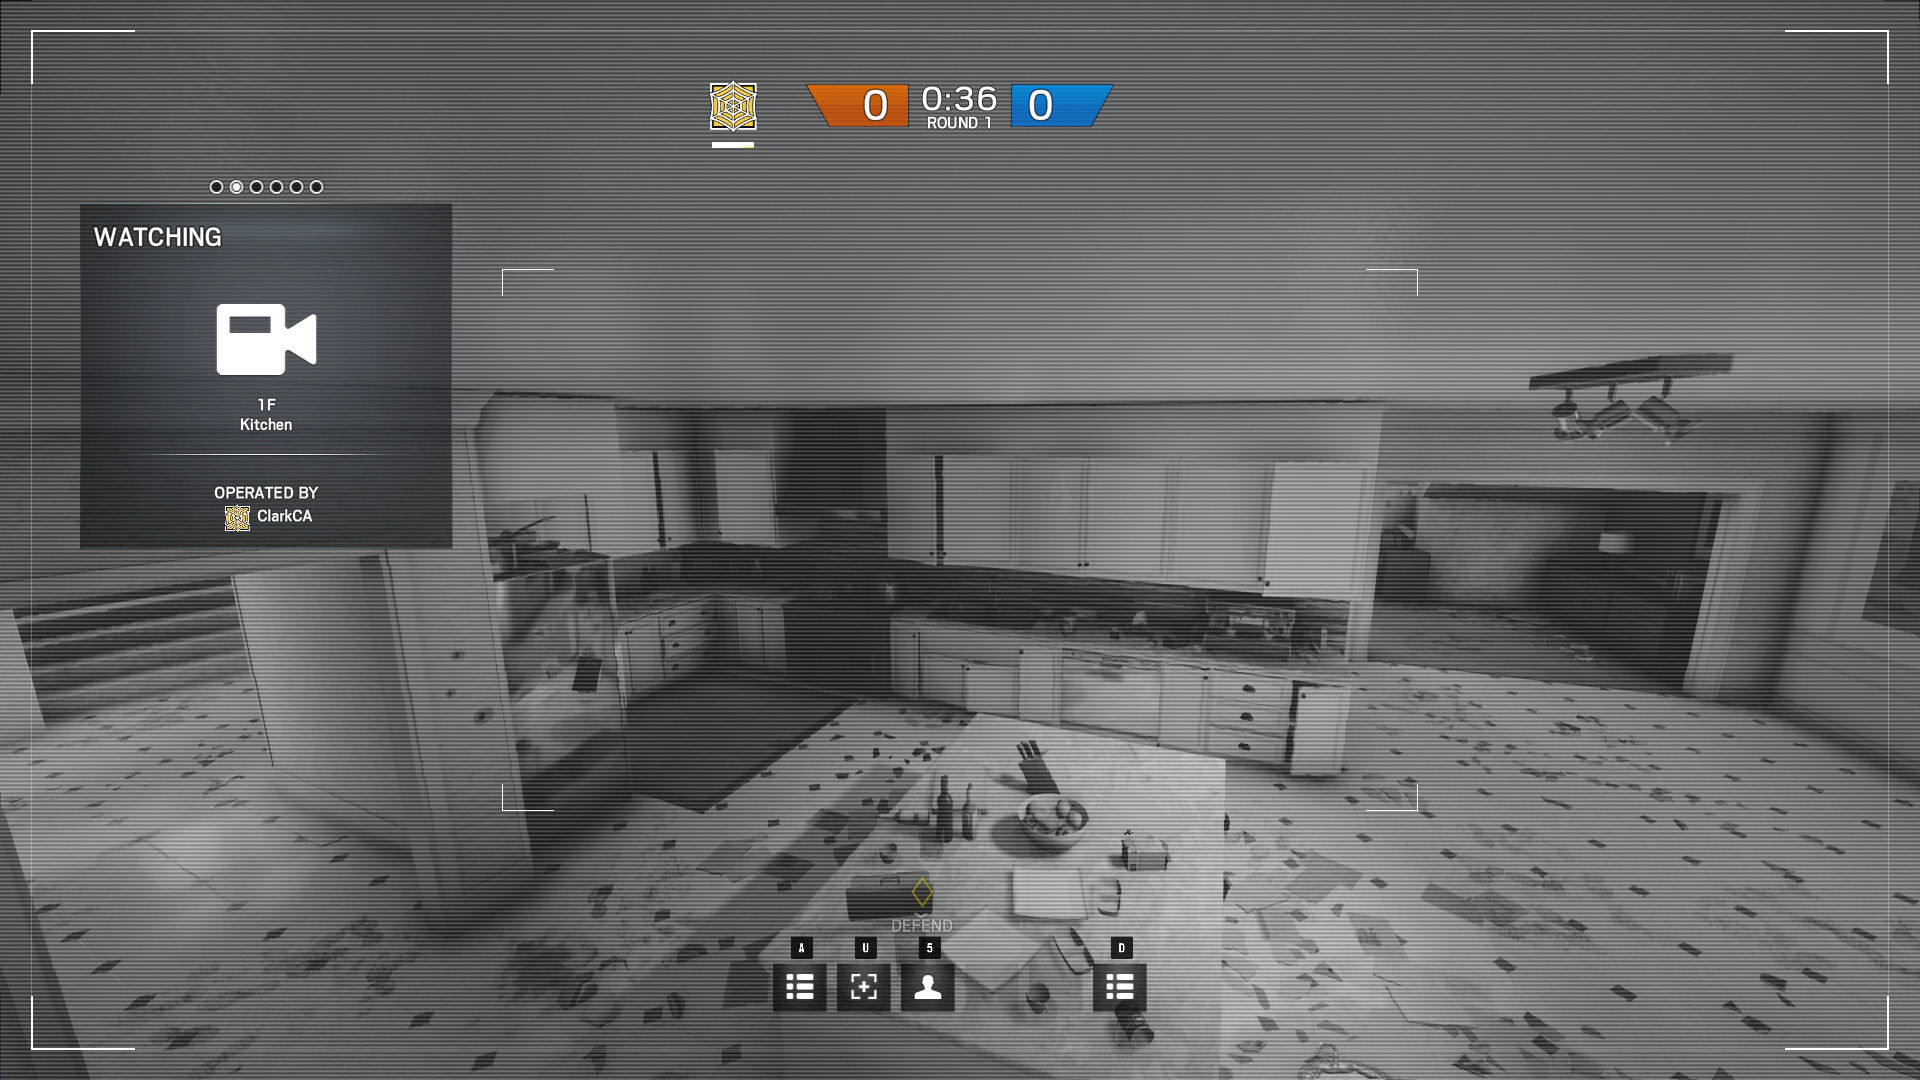 0 0:36 0
ROUND 1
WATCHING
1F
Kitchen
OPERATED BY
ClarkCA
DEFEND
A U 5 D